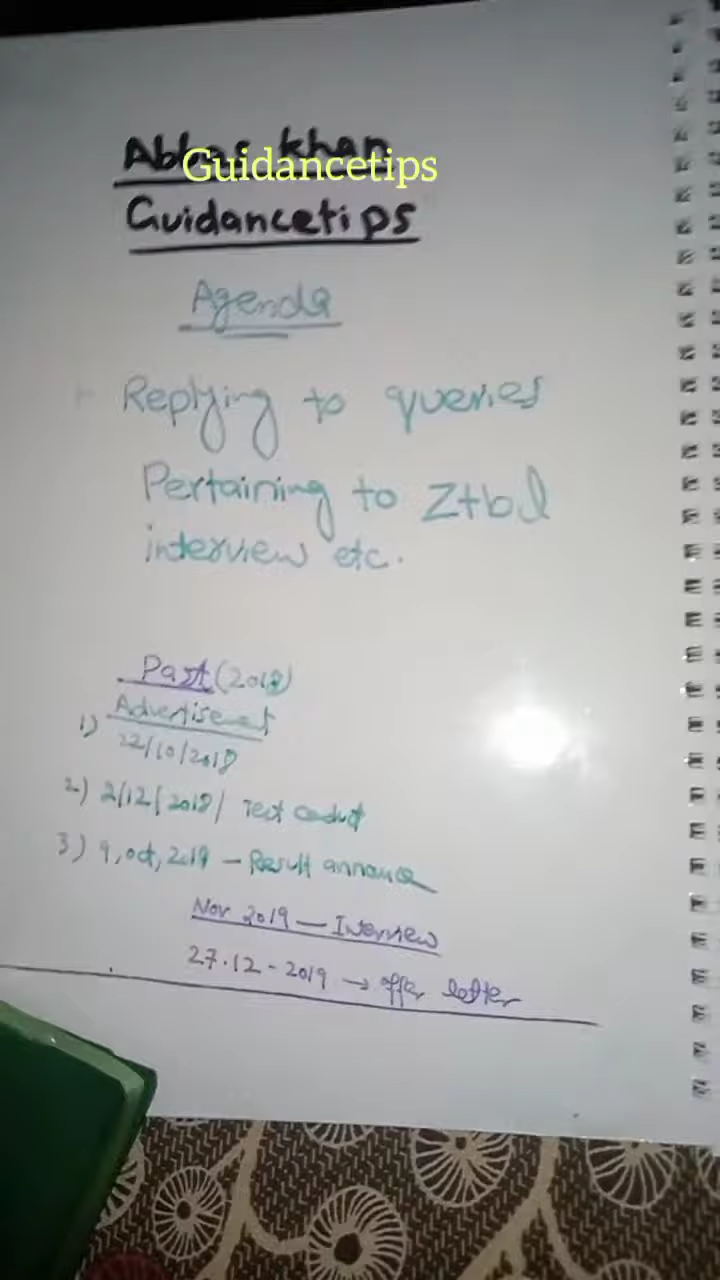 Abbas khan
Guidancetips
Guidancetips
Agenda
Replying to queries
Pertaining to Ztbl
interview etc.
Past (2018)
Advertisement
1) 22/10/2018
2) 2/12/2018/ Test conduct
3) 9, oct, 2019 — Result announce
Nov 2019 — Interview
27.12-2019 → offer letter